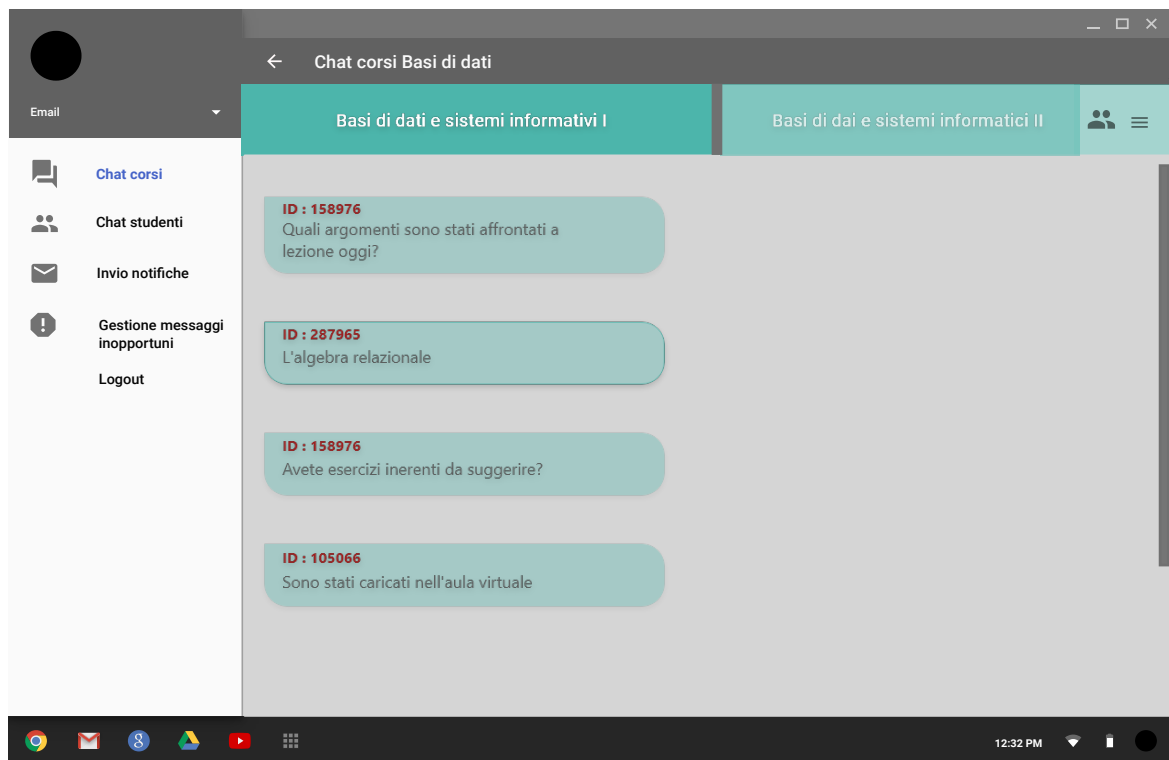 Chat corsi Basi di dati
Email
Basi di dati e sistemi informativi I
Basi di dai e sistemi informatici II
Chat corsi
Chat studenti
Invio notifiche
Gestione messaggi
inopportuni
Logout
ID : 158976
Quali argomenti sono stati affrontati a
lezione oggi?
ID : 287965
L'algebra relazionale
ID : 158976
Avete esercizi inerenti da suggerire?
ID : 105066
Sono stati caricati nell'aula virtuale
8
12:32 PM